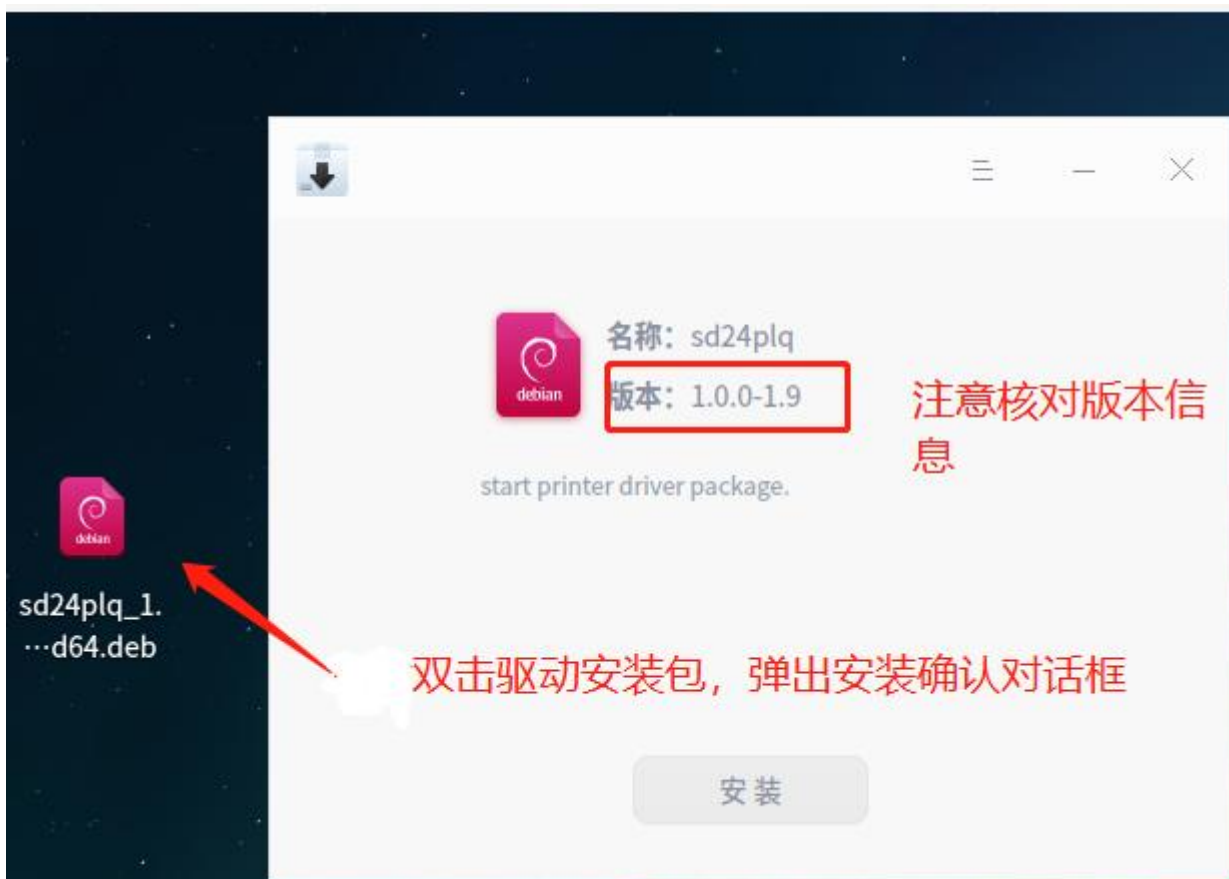 debian
名称：sd24plq
版本：1.0.0-1.9
注意核对版本信
息
start printer driver package.
debian
sd24plq_1.
…d64.deb
双击驱动安装包，弹出安装确认对话框
安装